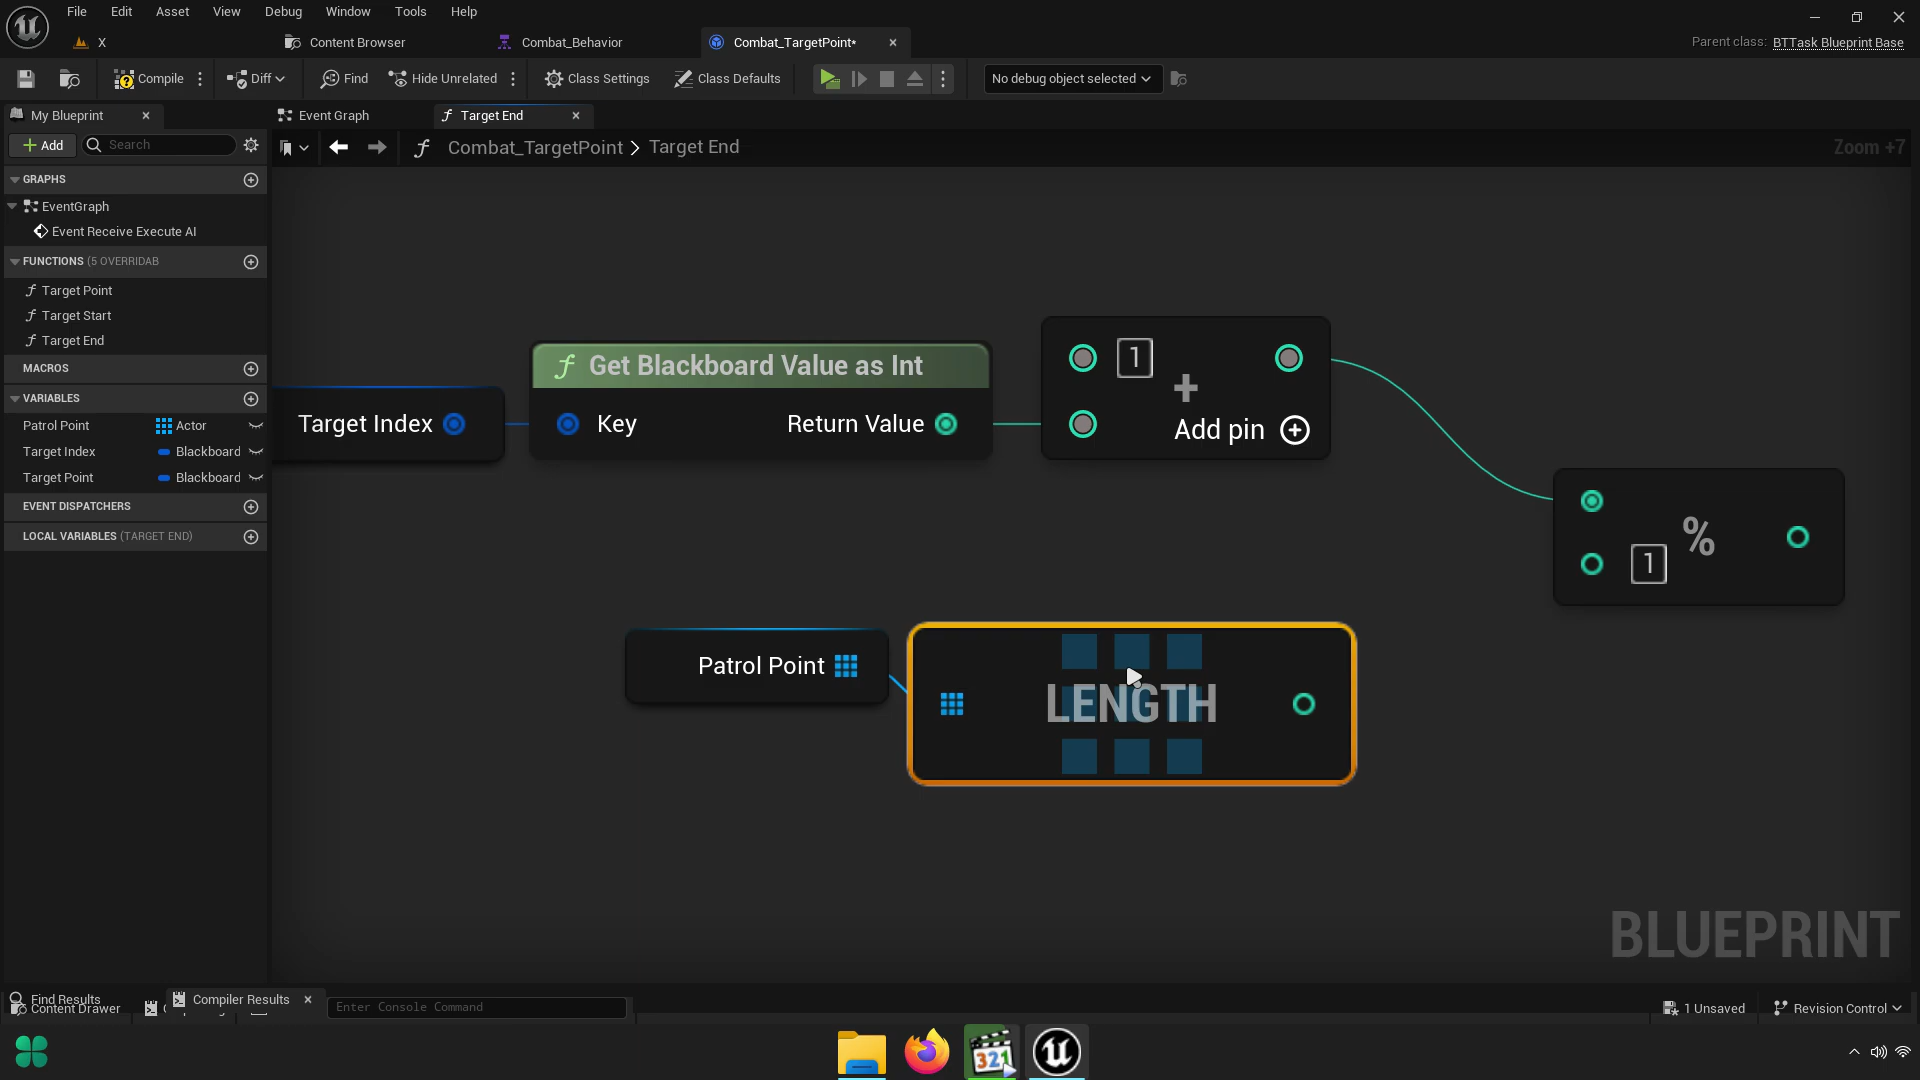 File Edit Asset View Debug Window Tools Help
X Content Browser Combat_Behavior Combat_TargetPoint* Parent class: BTTask Blueprint Base
Compile Diff Find Hide Unrelated Class Settings Class Defaults No debug object selected
My Blueprint Event Graph Target End
Add Search Combat_TargetPoint > Target End Zoom +7
GRAPHS
EventGraph
Event Receive Execute AI
FUNCTIONS (5 OVERRIDAB
Target Point
Target Start
Target End
MACROS
VARIABLES
Patrol Point Actor
Target Index Blackboard
Target Point Blackboard
EVENT DISPATCHERS
LOCAL VARIABLES (TARGET END)
Target Index
Get Blackboard Value as Int
Key Return Value
1
+
Add pin
1 %
Patrol Point
LENGTH
BLUEPRINT
Find Results Compiler Results
Content Drawer Enter Console Command 1 Unsaved Revision Control
321